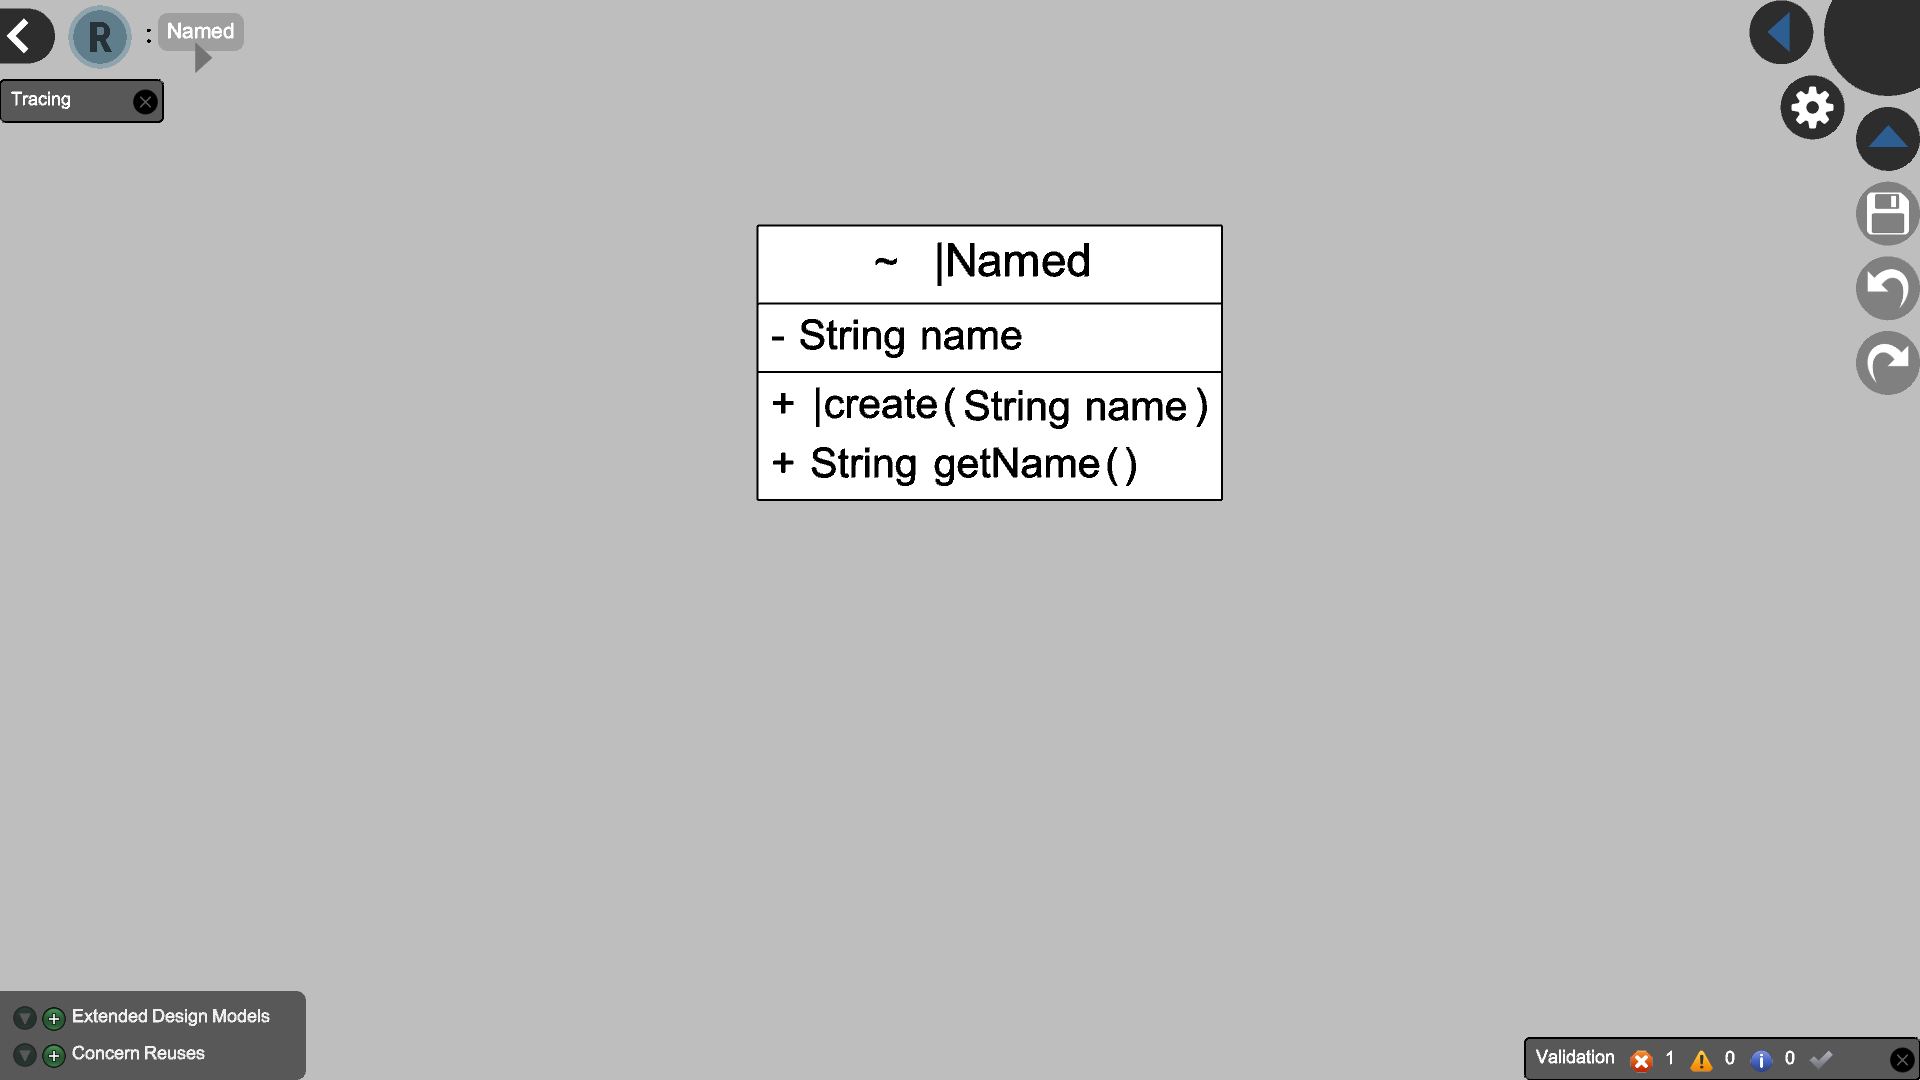 R : Named
Tracing
~ |Named
- String name
+ |create(String name)
+ String getName()
Extended Design Models
Concern Reuses
Validation 1 0 0